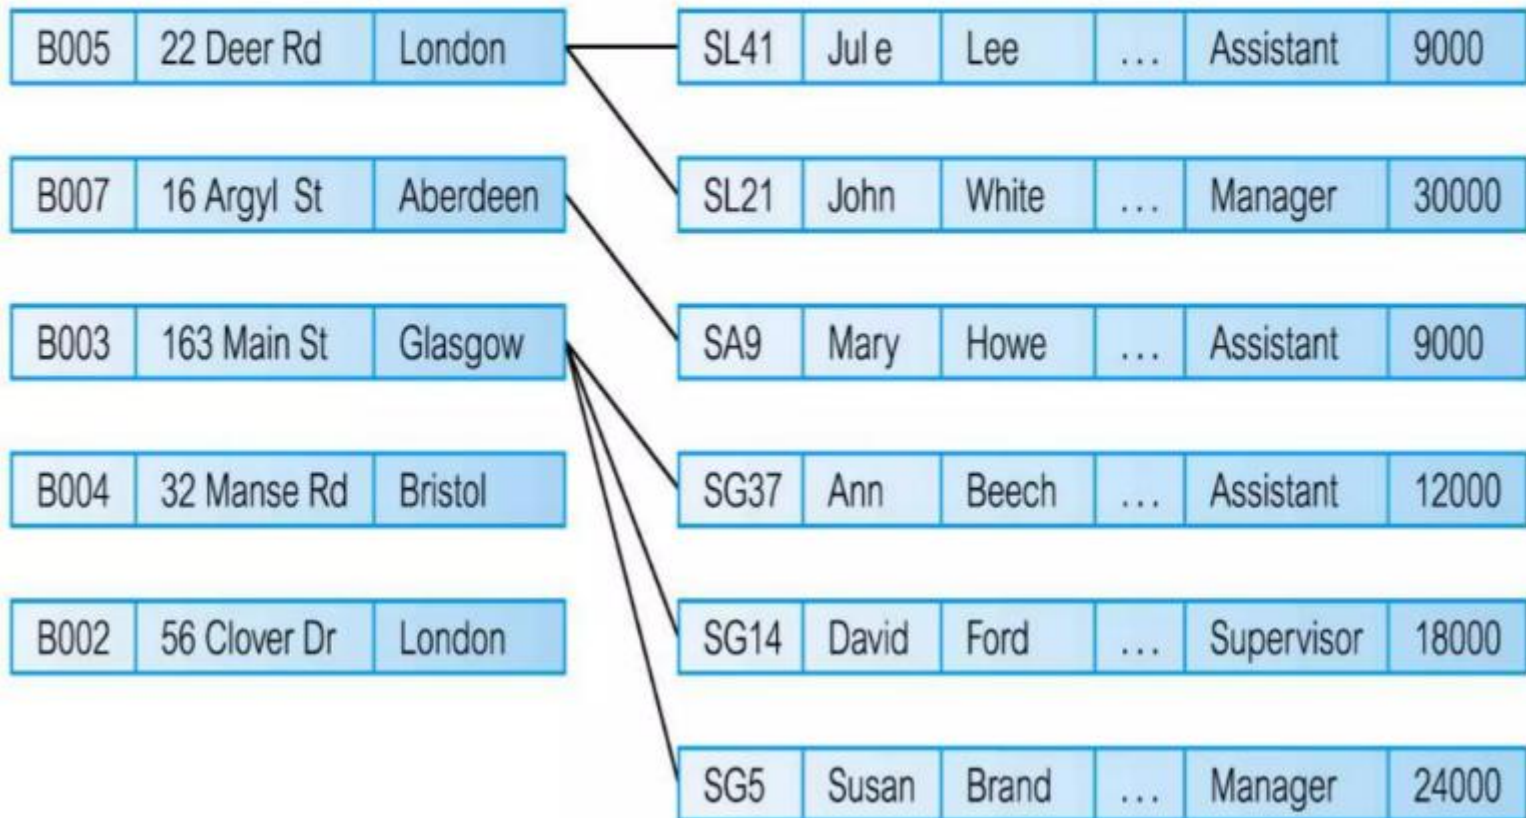 B005 22 Deer Rd London SL41 Jul e Lee ... Assistant 9000
B007 16 Argyl St Aberdeen SL21 John White ... Manager 30000
B003 163 Main St Glasgow SA9 Mary Howe ... Assistant 9000
B004 32 Manse Rd Bristol SG37 Ann Beech ... Assistant 12000
B002 56 Clover Dr London SG14 David Ford ... Supervisor 18000
SG5 Susan Brand ... Manager 24000